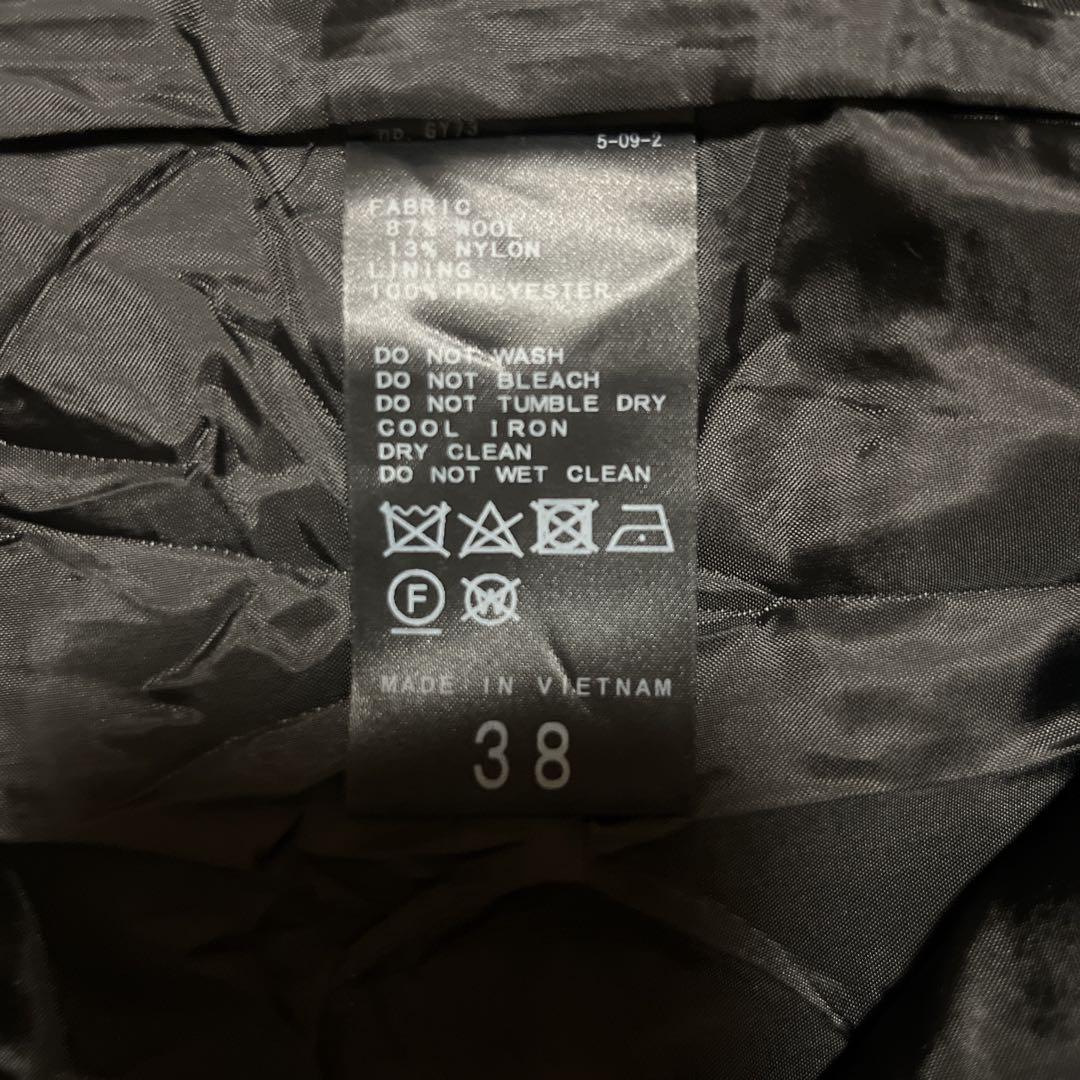 5-09-2
FABRIC
87% WOOL
13% NYLON
LINING
100% POLYESTER
DO NOT WASH
DO NOT BLEACH
DO NOT TUMBLE DRY
COOL IRON
DRY CLEAN
DO NOT WET CLEAN
F W
MADE IN VIETNAM
38